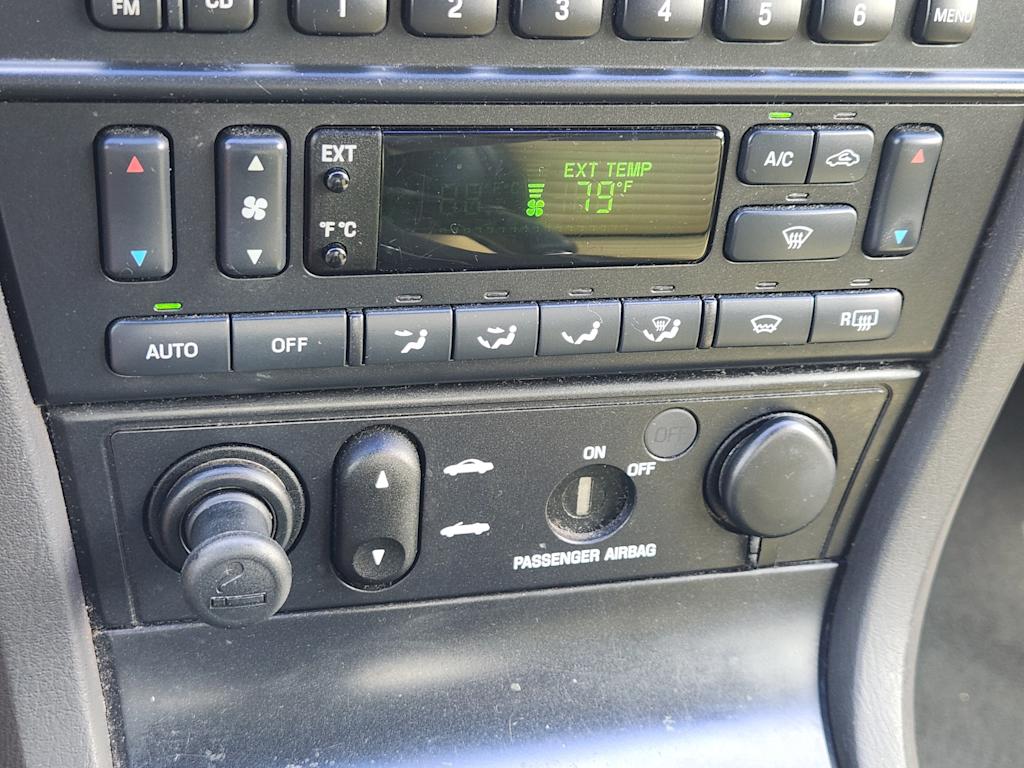 FM CD 1 2 3 4 5 6 MENU
EXT
EXT TEMP
79°F
A/C
°F °C
AUTO OFF
R
OFF
ON
OFF
PASSENGER AIRBAG